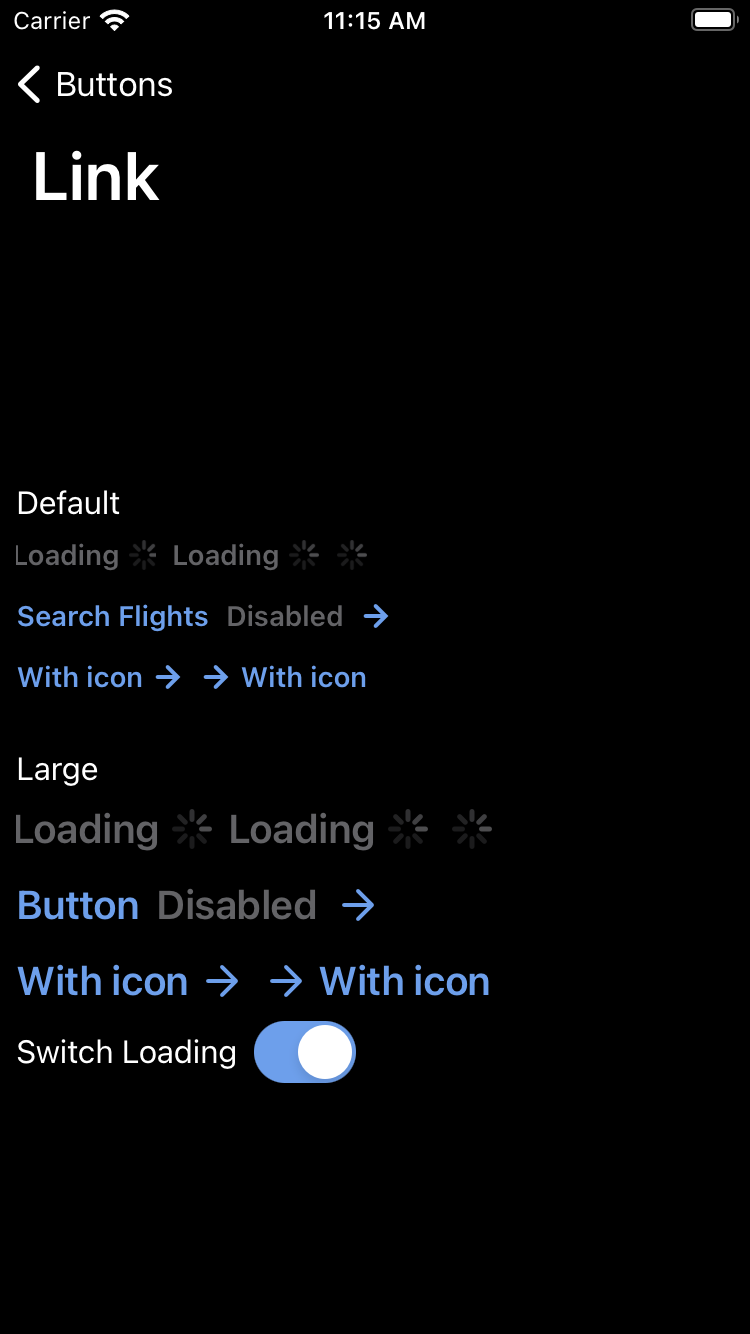 Carrier 11:15 AM
Buttons
Link
Default
Loading Loading
Search Flights Disabled
With icon With icon
Large
Loading Loading
Button Disabled
With icon With icon
Switch Loading